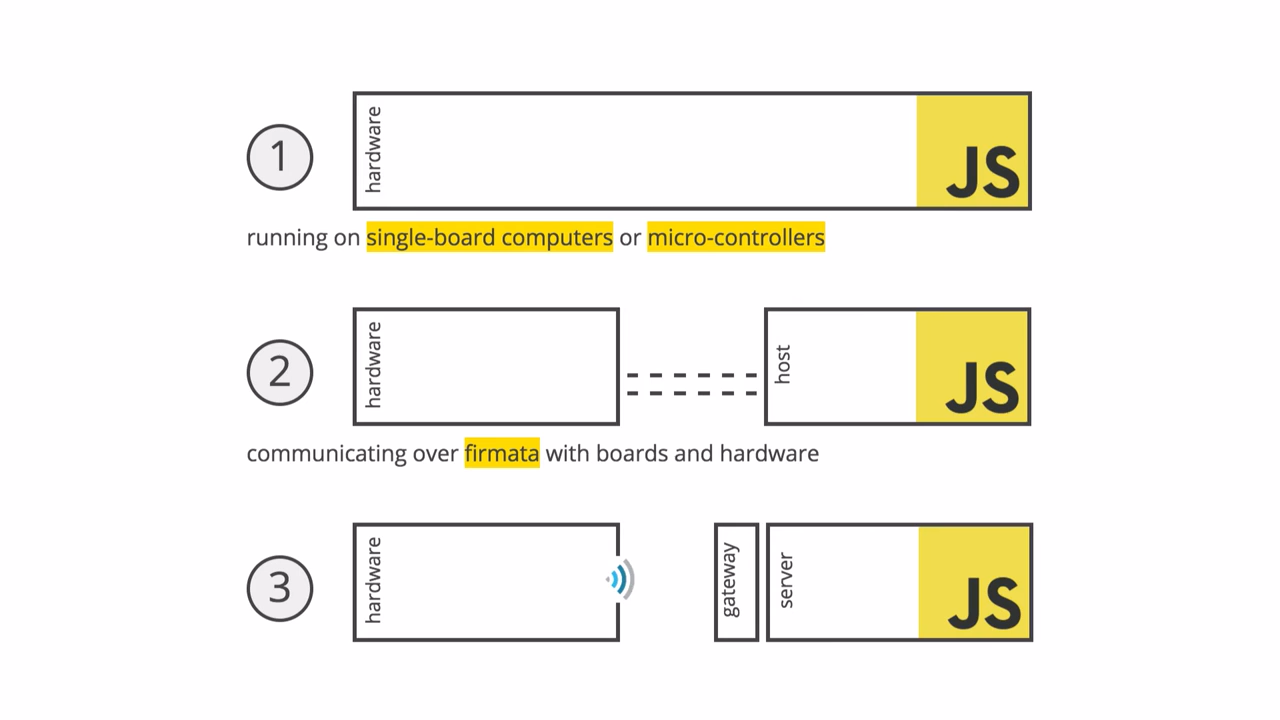 1
hardware
JS
running on single-board computers or micro-controllers
2
hardware
host
JS
communicating over firmata with boards and hardware
3
hardware
gateway
server
JS